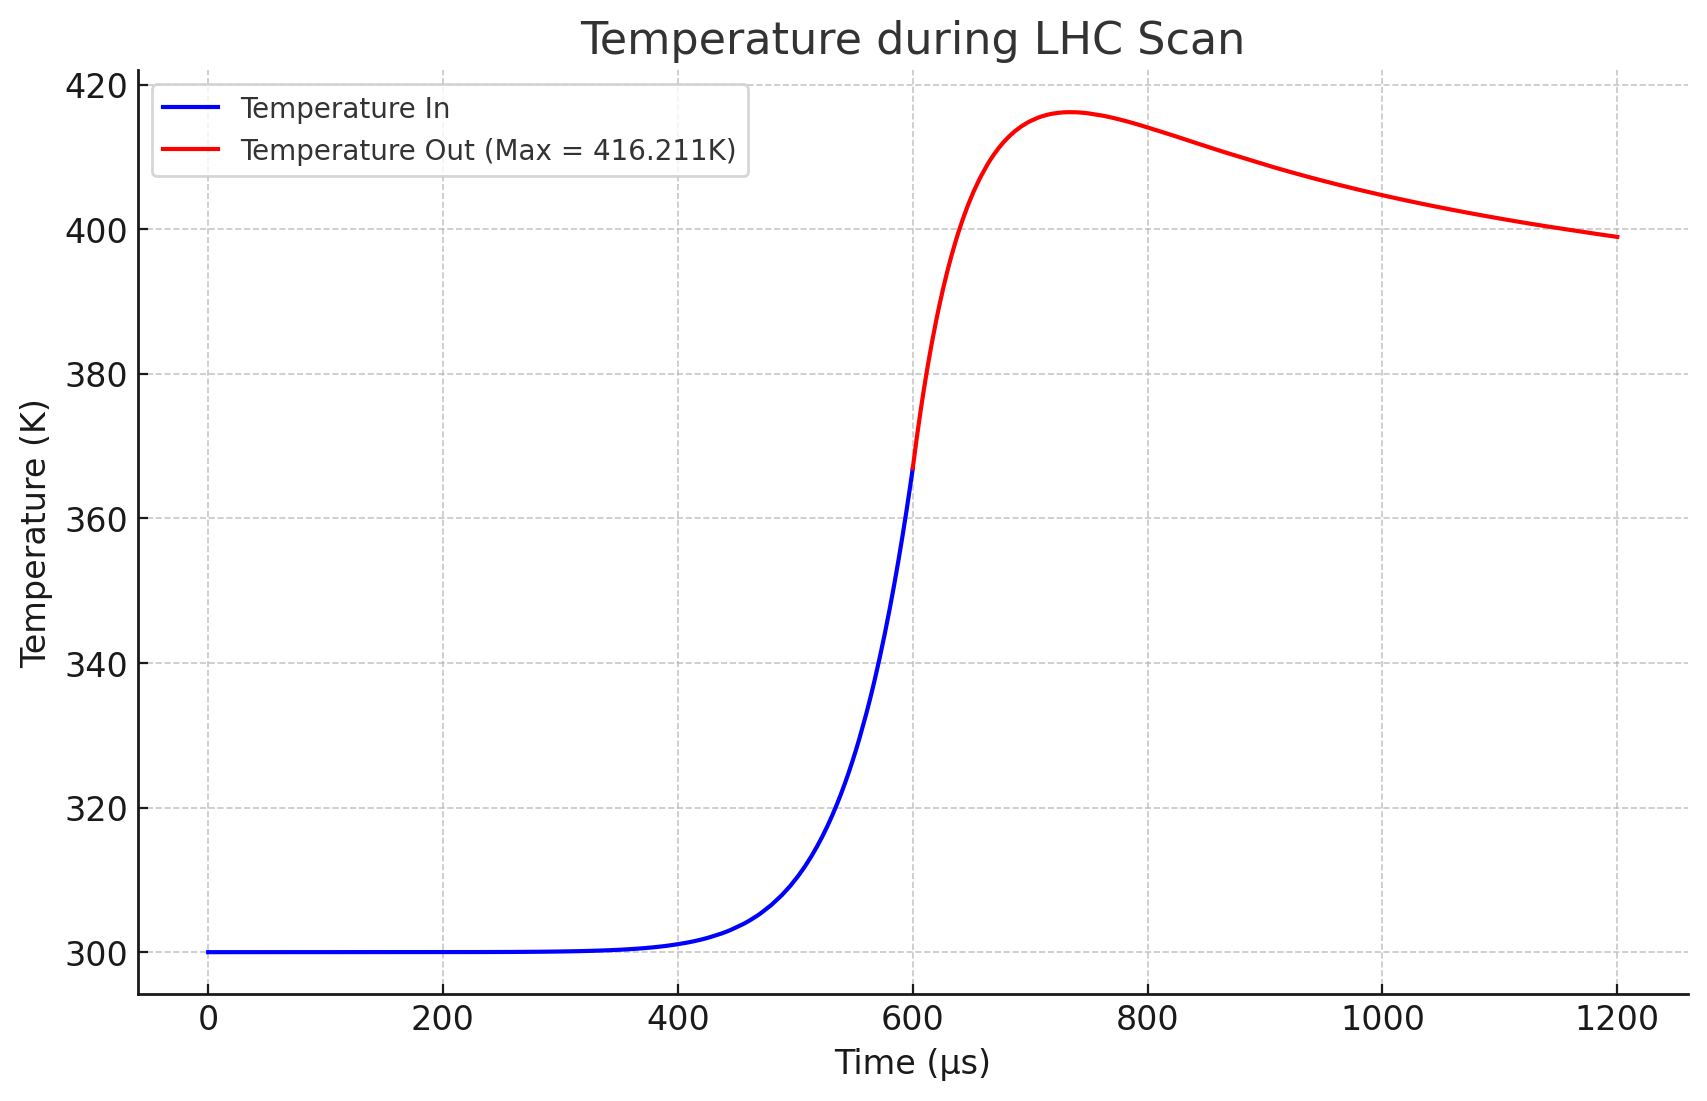 Temperature during LHC Scan
Temperature In
Temperature Out (Max = 416.211K)
Temperature (K)
420
400
380
360
340
320
300
0 200 400 600 800 1000 1200
Time (µs)